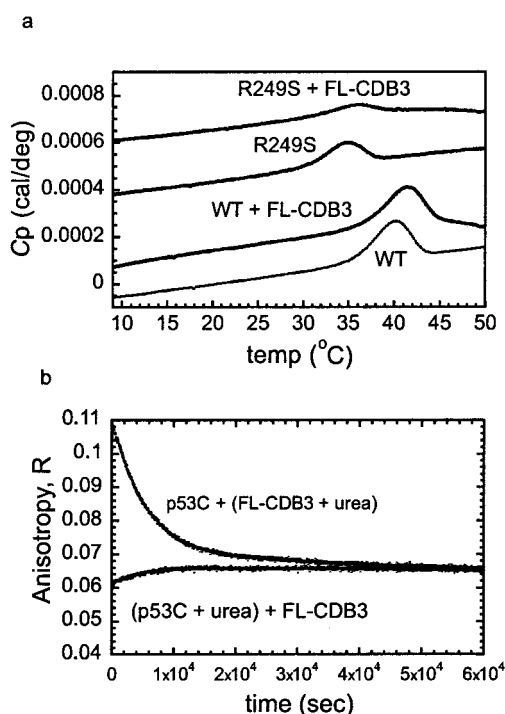 a
0.0008
0.0006
0.0004
0.0002
0
Cp (cal/deg)
R249S + FL-CDB3
R249S
WT + FL-CDB3
WT
10 15 20 25 30 35 40 45 50
temp (°C)
b
0.11
0.1
0.09
0.08
0.07
0.06
0.05
0.04
Anisotropy, R
p53C + (FL-CDB3 + urea)
(p53C + urea) + FL-CDB3
0 1x10⁴ 2x10⁴ 3x10⁴ 4x10⁴ 5x10⁴ 6x10⁴
time (sec)